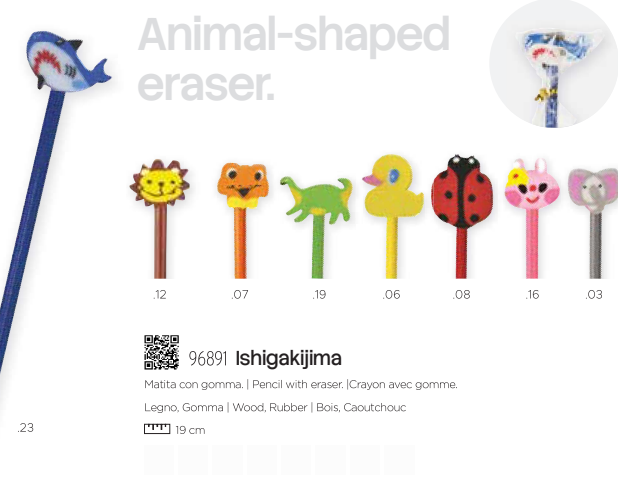 Animal-shaped
eraser.
.12 .07 .19 .06 .08 .16 .03
96891 Ishigakijima
Matita con gomma. | Pencil with eraser. |Crayon avec gomme.
Legno, Gomma | Wood, Rubber | Bois, Caoutchouc
19 cm
.23